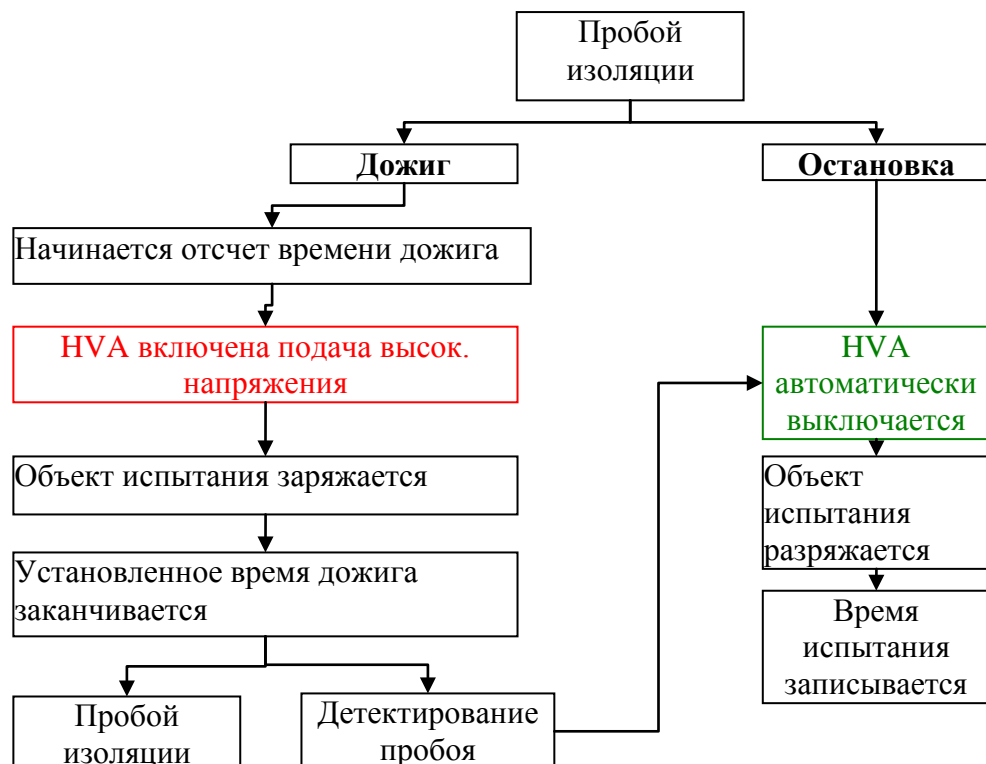 Пробой
изоляции
Дожиг
Остановка
Начинается отсчет времени дожига
HVA включена подача высок.
напряжения
HVA
автоматически
выключается
Объект испытания заряжается
Объект
испытания
разряжается
Установленное время дожига
заканчивается
Время
испытания
записывается
Пробой
изоляции
Детектирование
пробоя